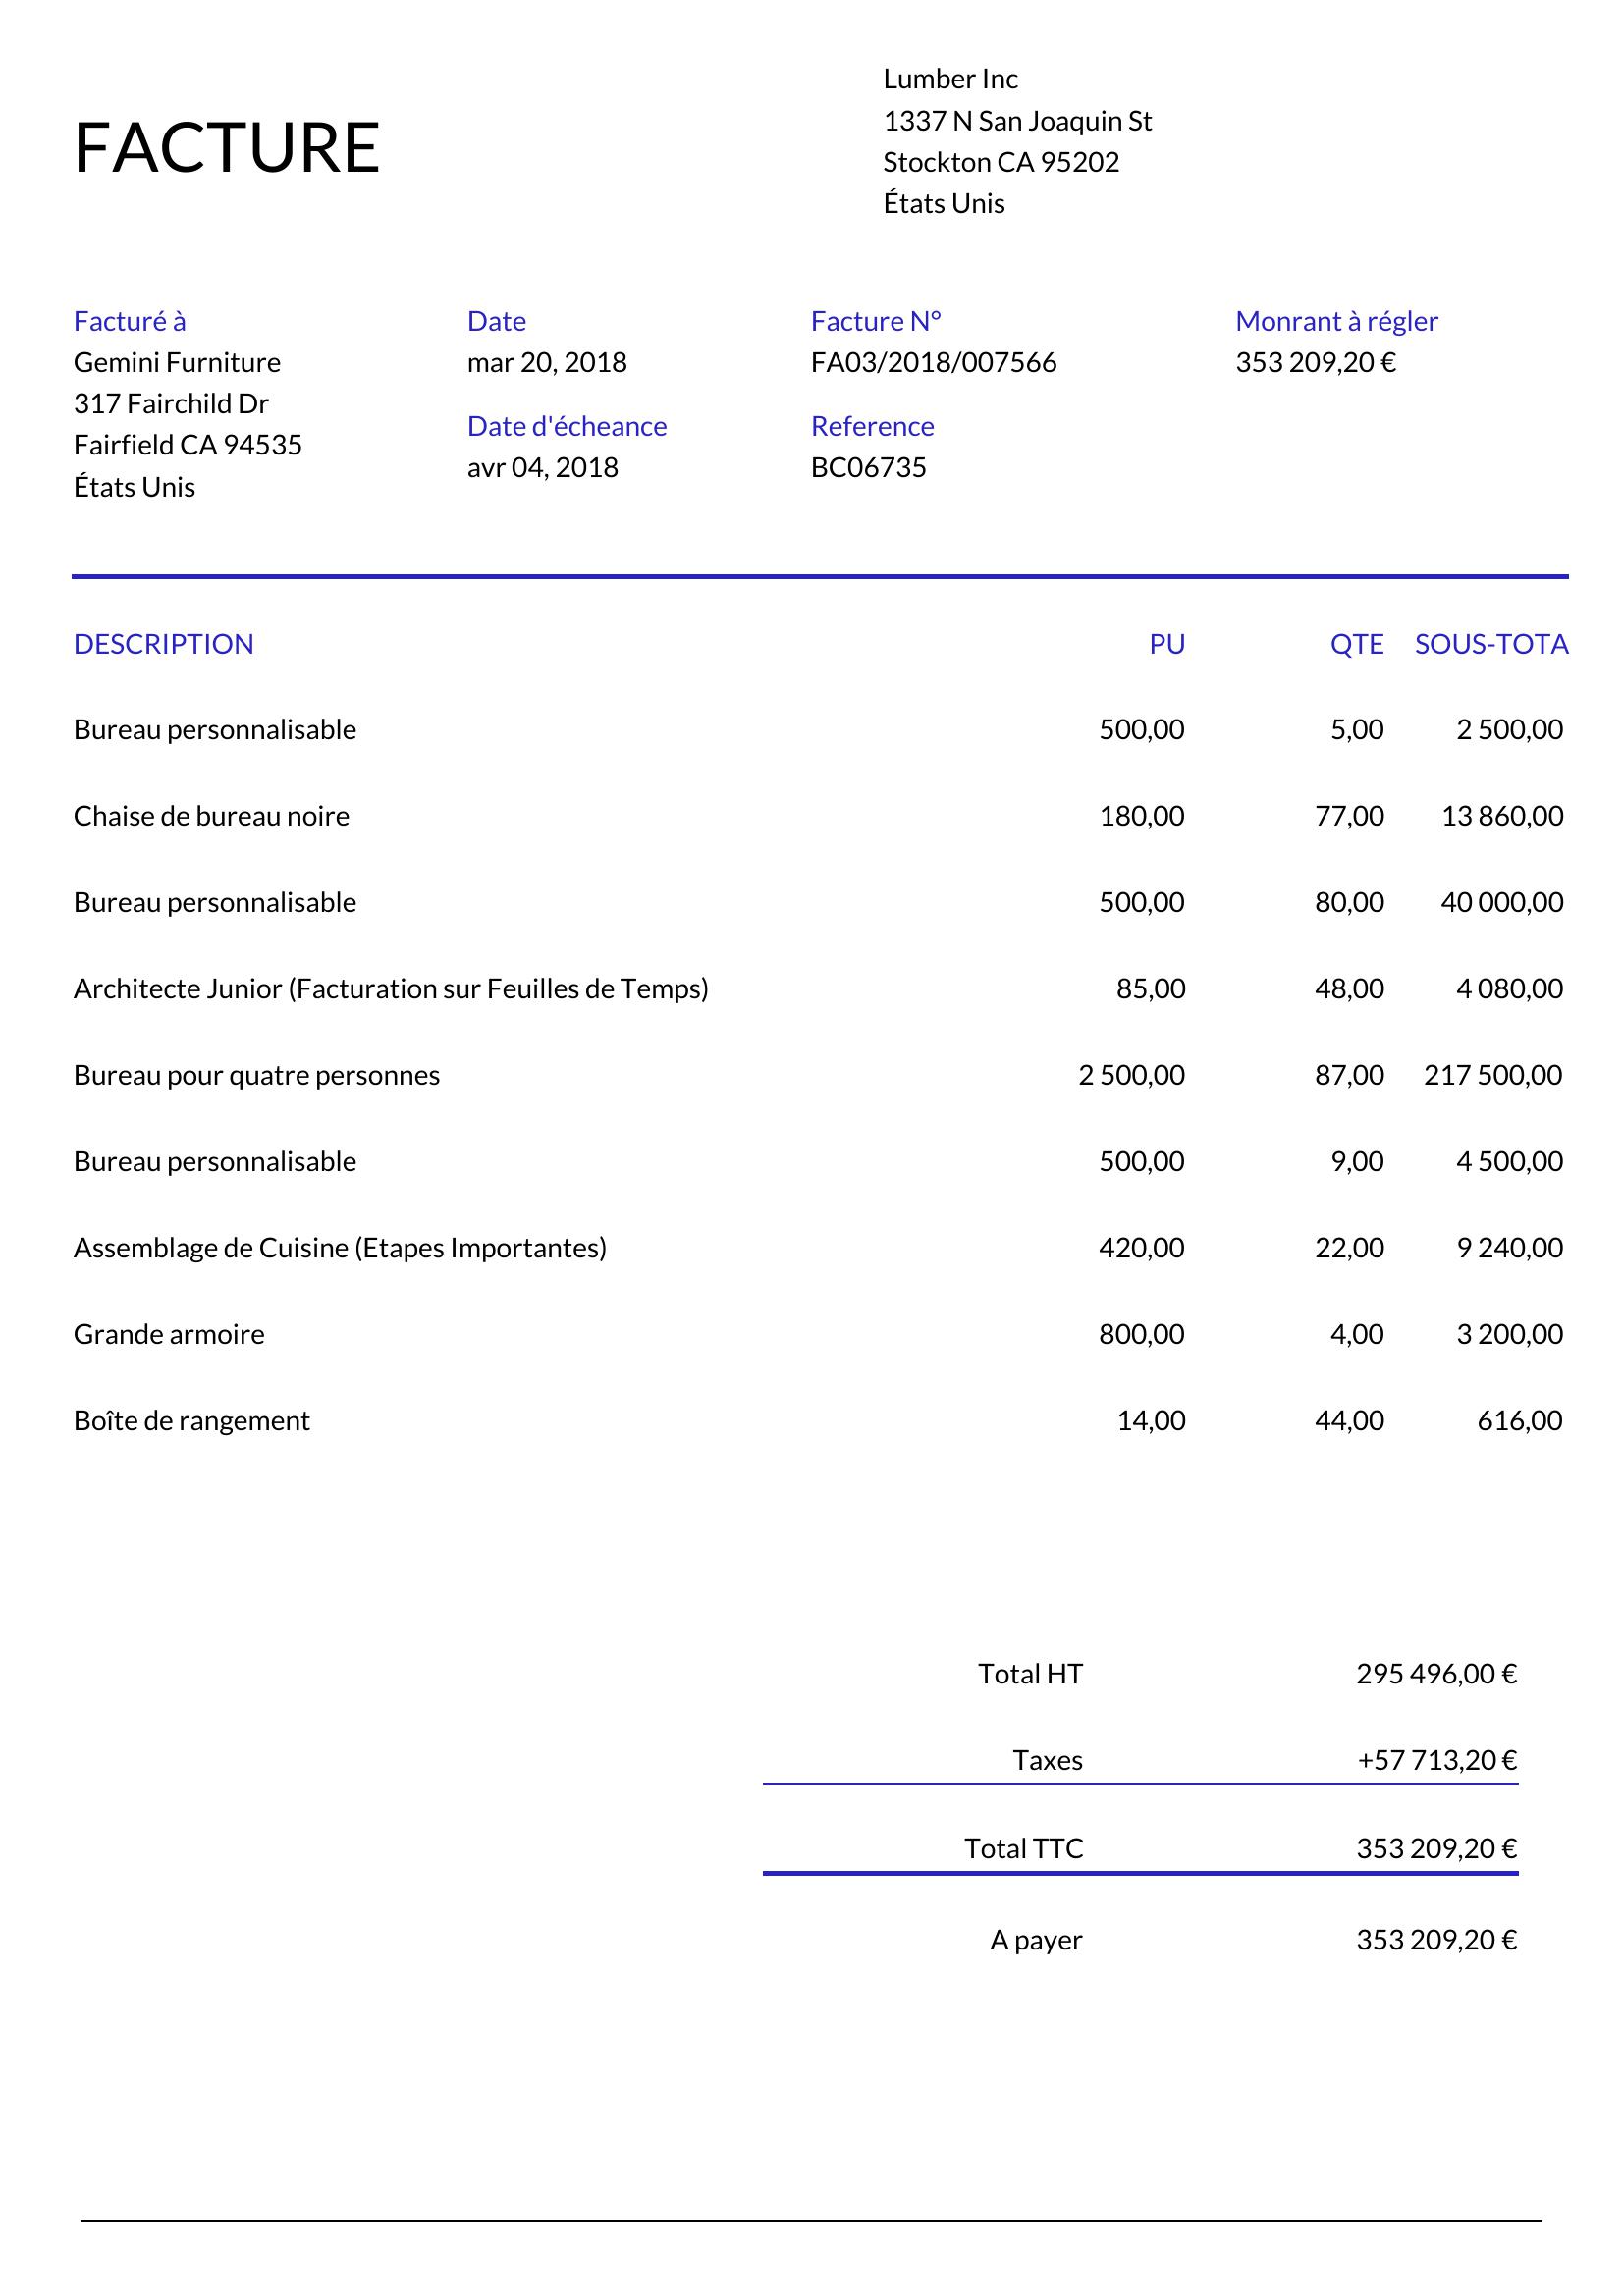 Lumber Inc
1337 N San Joaquin St
Stockton CA 95202
États Unis
FACTURE
Facturé à
Gemini Furniture
317 Fairchild Dr
Fairfield CA 94535
États Unis
Date
mar 20, 2018
Date d'écheance
avr 04, 2018
Facture N°
FA03/2018/007566
Reference
BC06735
Monrant à régler
353 209,20 €
DESCRIPTION PU QTE SOUS-TOTA
Bureau personnalisable 500,00 5,00 2 500,00
Chaise de bureau noire 180,00 77,00 13 860,00
Bureau personnalisable 500,00 80,00 40 000,00
Architecte Junior (Facturation sur Feuilles de Temps) 85,00 48,00 4 080,00
Bureau pour quatre personnes 2 500,00 87,00 217 500,00
Bureau personnalisable 500,00 9,00 4 500,00
Assemblage de Cuisine (Etapes Importantes) 420,00 22,00 9 240,00
Grande armoire 800,00 4,00 3 200,00
Boîte de rangement 14,00 44,00 616,00
Total HT 295 496,00 €
Taxes +57 713,20 €
Total TTC 353 209,20 €
A payer 353 209,20 €